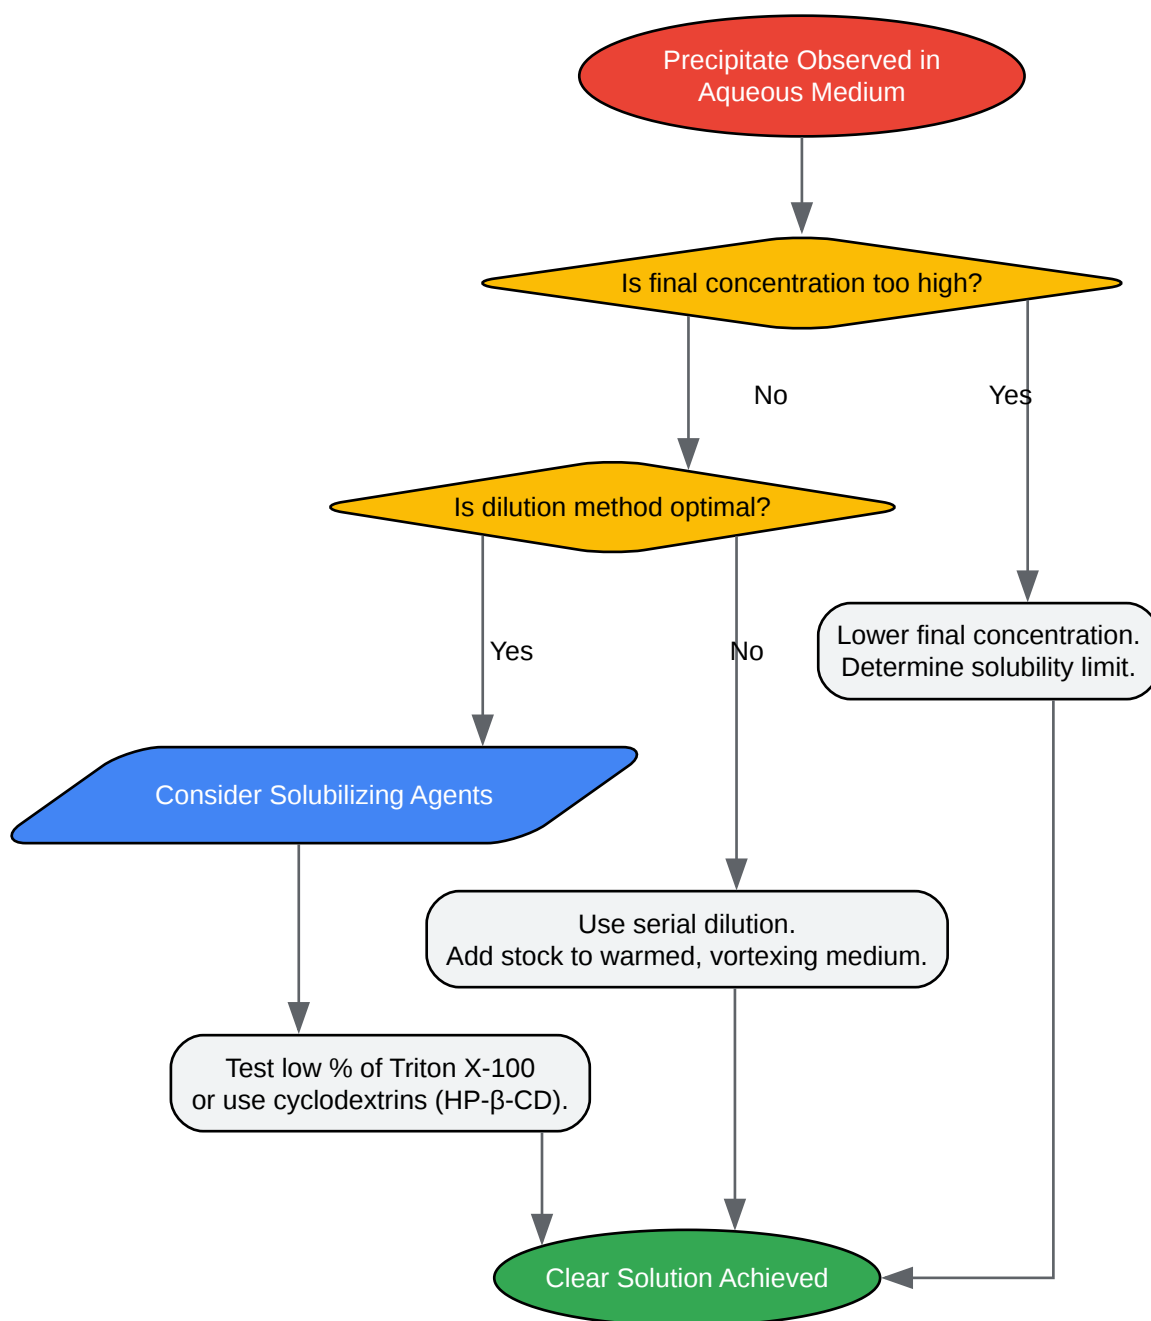 Precipitate Observed in
Aqueous Medium
Is final concentration too high?
No
Yes
Is dilution method optimal?
Yes
No
Lower final concentration.
Determine solubility limit.
Consider Solubilizing Agents
Use serial dilution.
Add stock to warmed, vortexing medium.
Test low % of Triton X-100
or use cyclodextrins (HP-β-CD).
Clear Solution Achieved